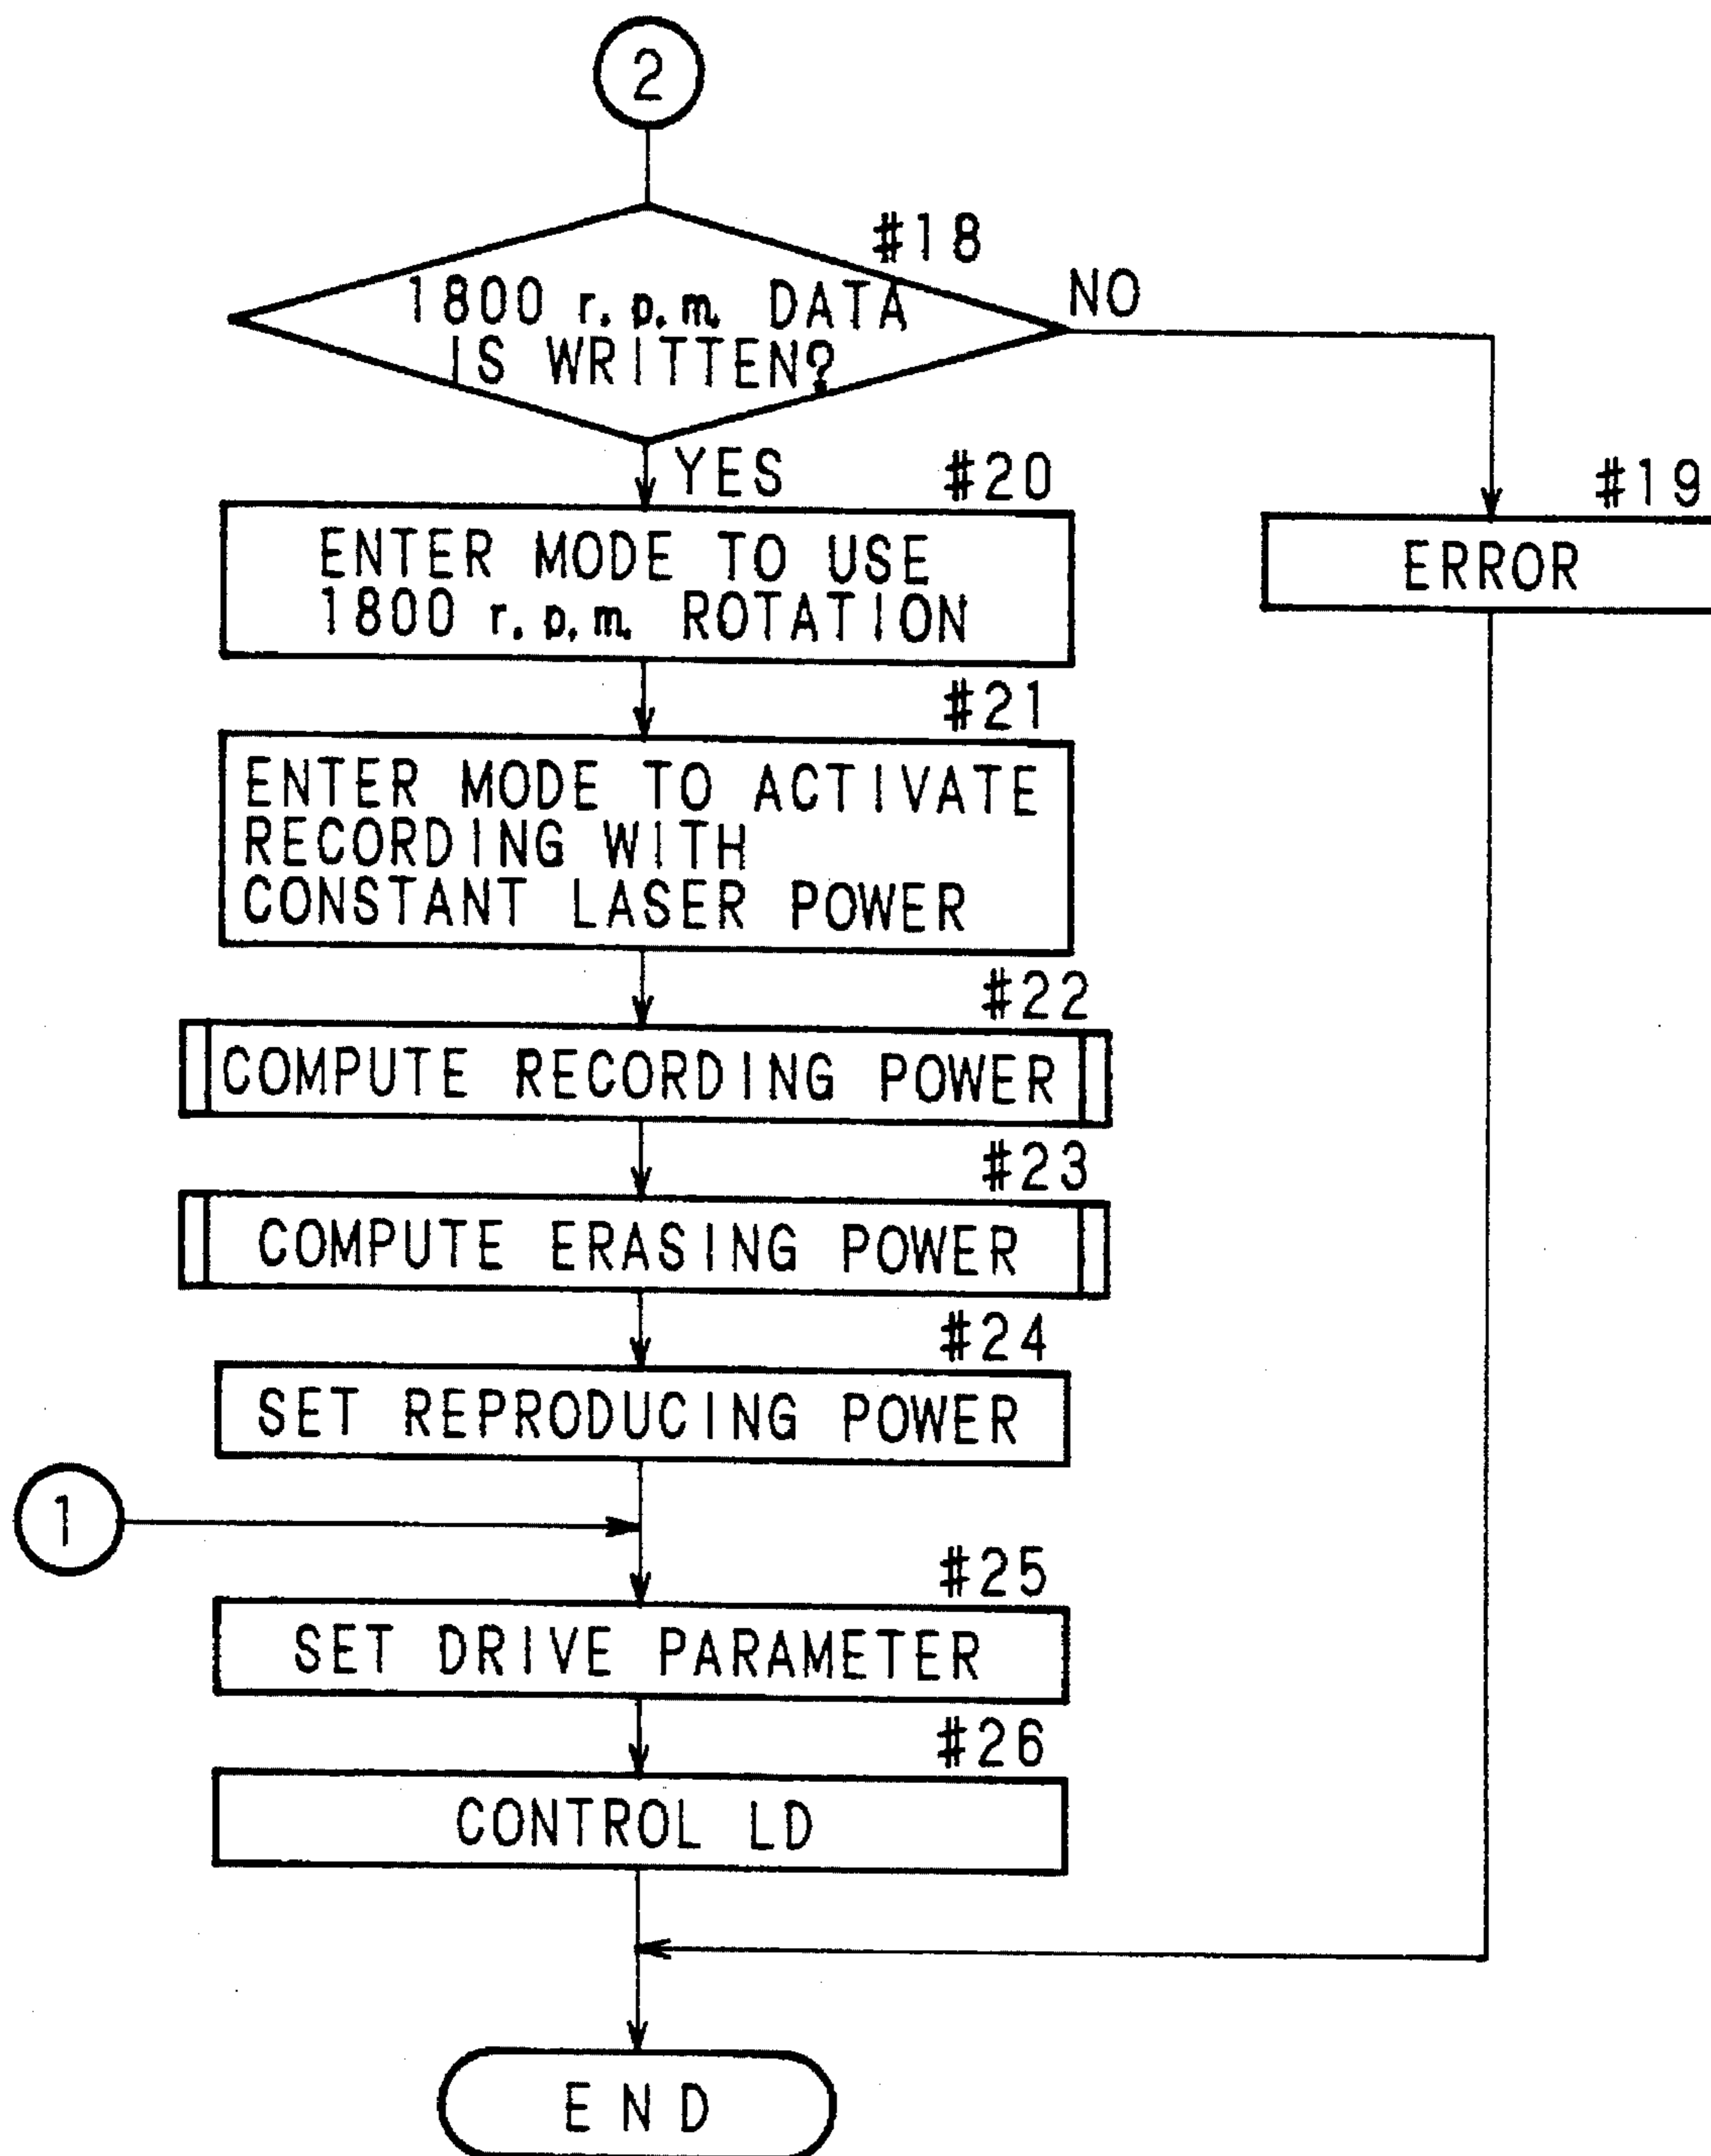 2
#18
1800 r.p.m. DATA
IS WRITTEN?
NO
YES
#20
#19
ENTER MODE TO USE
1800 r.p.m. ROTATION
ERROR
#21
ENTER MODE TO ACTIVATE
RECORDING WITH
CONSTANT LASER POWER
#22
COMPUTE RECORDING POWER
#23
COMPUTE ERASING POWER
#24
SET REPRODUCING POWER
1
#25
SET DRIVE PARAMETER
#26
CONTROL LD
END